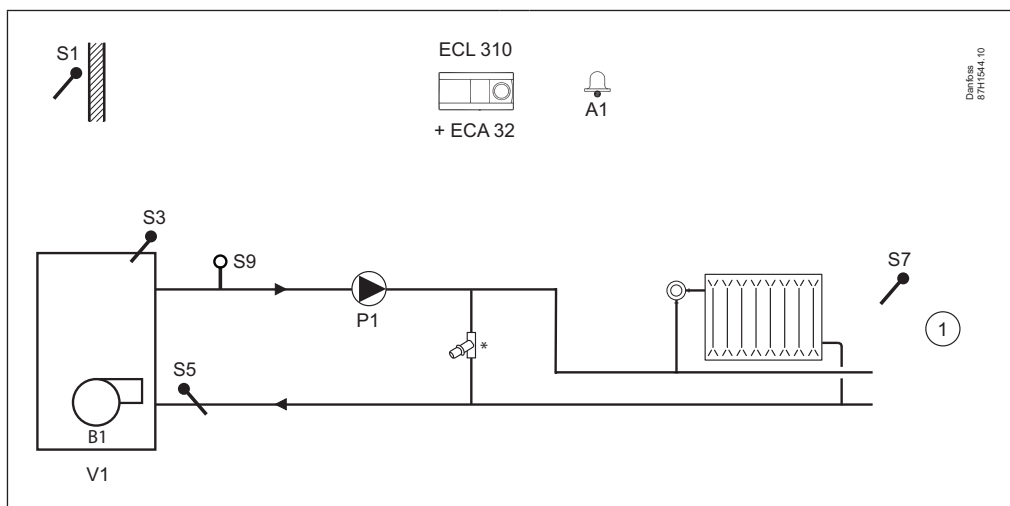 S1
ECL 310
+ ECA 32
A1
Danfoss
87H1544.10
S3
S9
P1
*
S7
1
S5
B1
V1